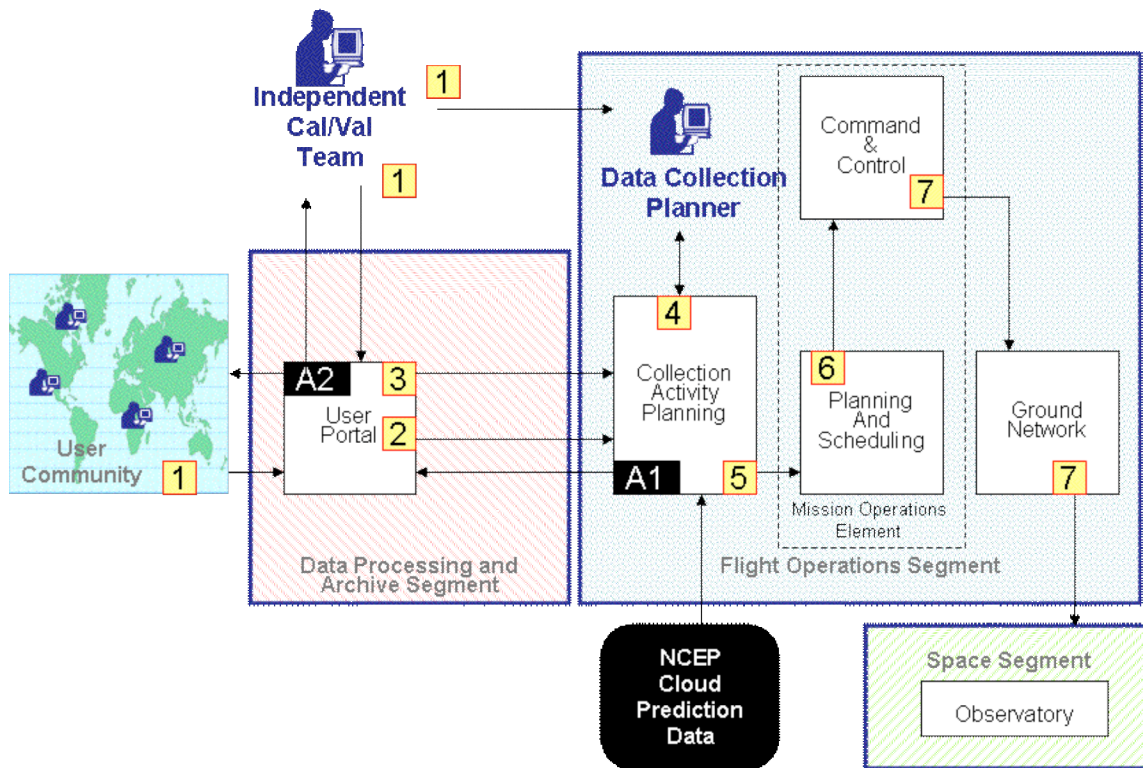 1
Independent
Cal/Val
Team
1
Data Collection
Planner
Command
&
Control
7
User
Community
1
A2
3
User
Portal
2
Data Processing and
Archive Segment
4
Collection
Activity
Planning
A1
5
6
Planning
And
Scheduling
Mission Operations
Element
Ground
Network
7
Flight Operations Segment
NCEP
Cloud
Prediction
Data
Space Segment
Observatory